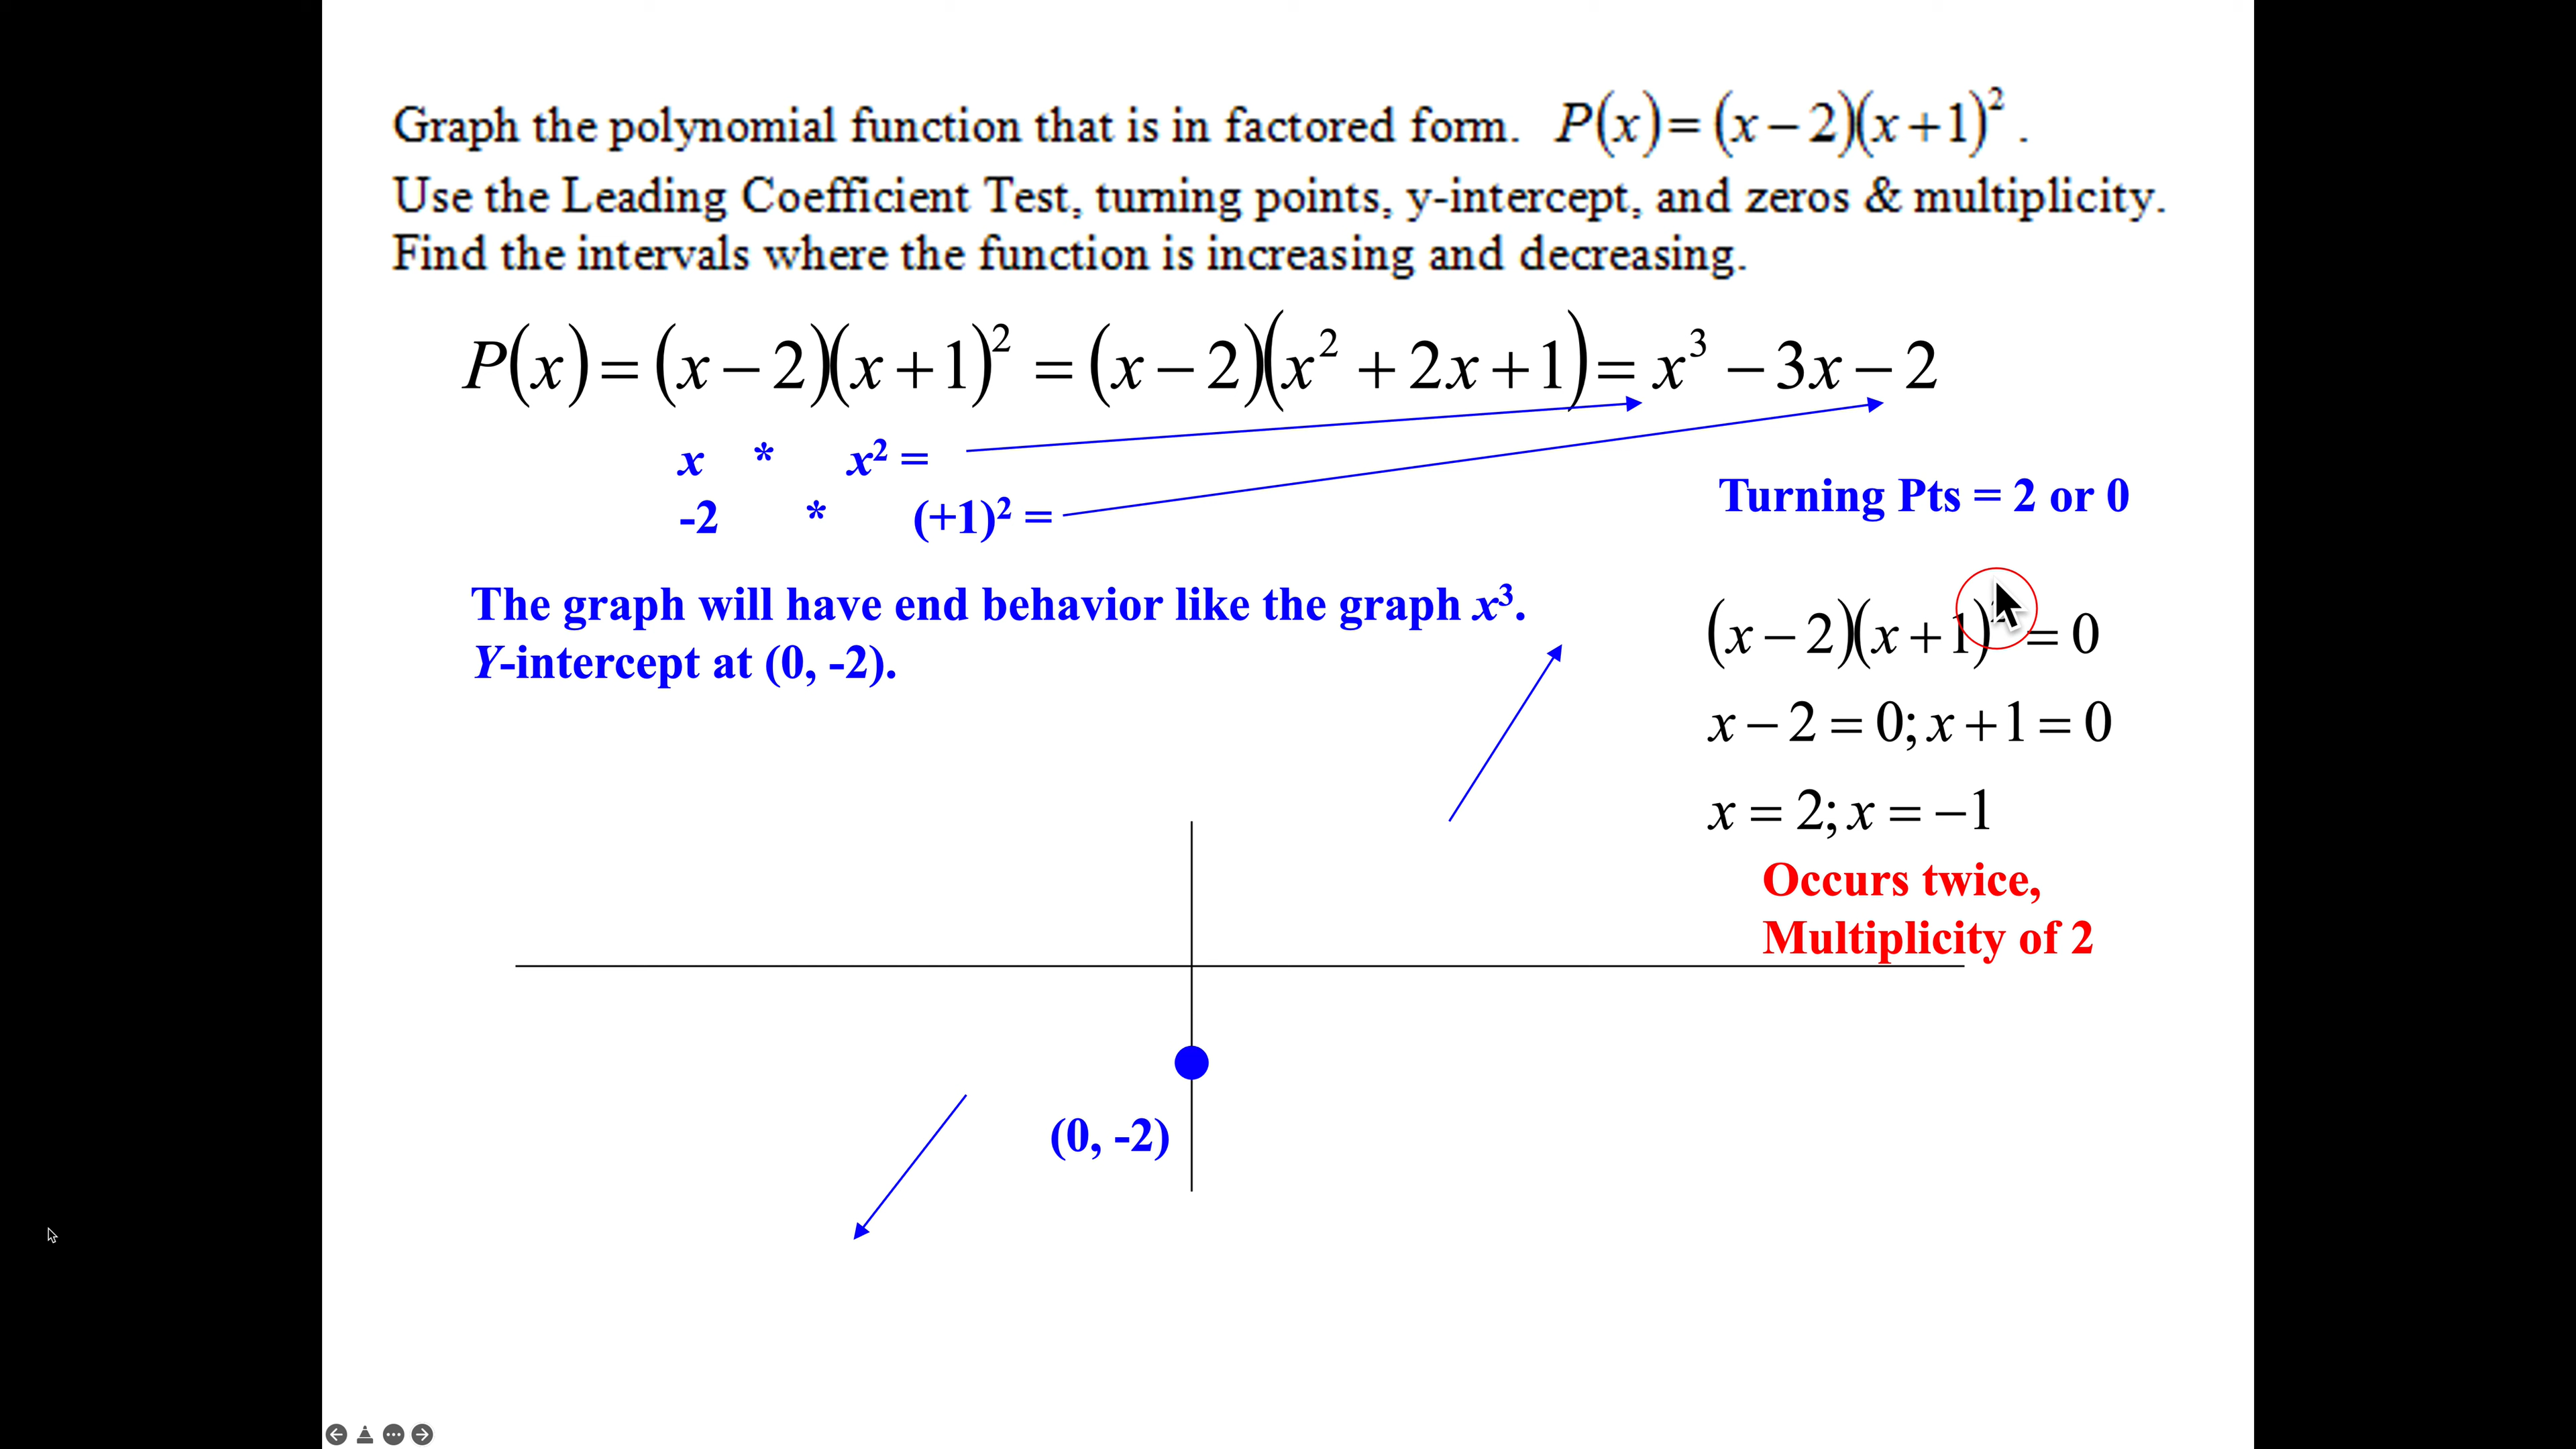 Graph the polynomial function that is in factored form. P(x) = (x − 2)(x + 1)² .
Use the Leading Coefficient Test, turning points, y-intercept, and zeros & multiplicity.
Find the intervals where the function is increasing and decreasing.
P(x) = (x − 2)(x + 1)² = (x − 2)(x² + 2x + 1) = x³ − 3x − 2
x * x² =
-2 * (+1)² =
Turning Pts = 2 or 0
The graph will have end behavior like the graph x³.
Y-intercept at (0, -2).
(x − 2)(x + 1)² = 0
x − 2 = 0; x + 1 = 0
x = 2; x = −1
Occurs twice,
Multiplicity of 2
(0, -2)